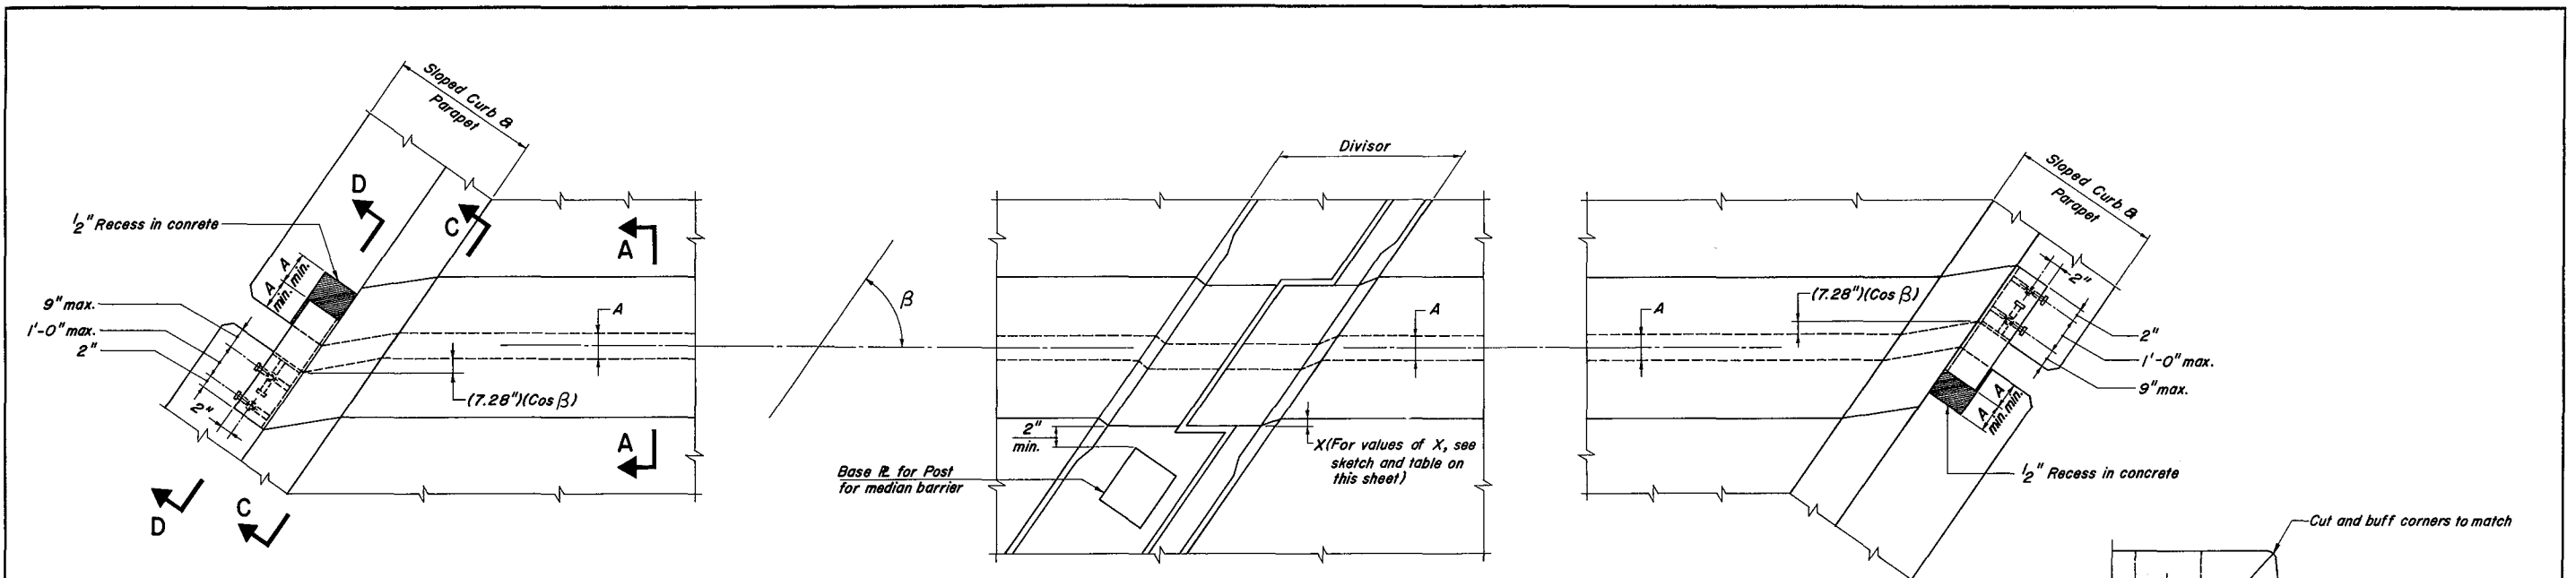 Sloped Curb &
Parapet
D
C
A
1/2" Recess in conrete
A
min.
A
min.
9" max.
1'-0" max.
2"
2"
(7.28")(Cos β)
A
A
D
C
β
Divisor
A
2"
min.
X(For values of X, see
sketch and table on
this sheet)
Base PL for Post
for median barrier
Sloped Curb &
Parapet
(7.28")(Cos β)
A
2"
2"
1'-0" max.
9" max.
A
min.
A
min.
1/2" Recess in concrete
Cut and buff corners to match